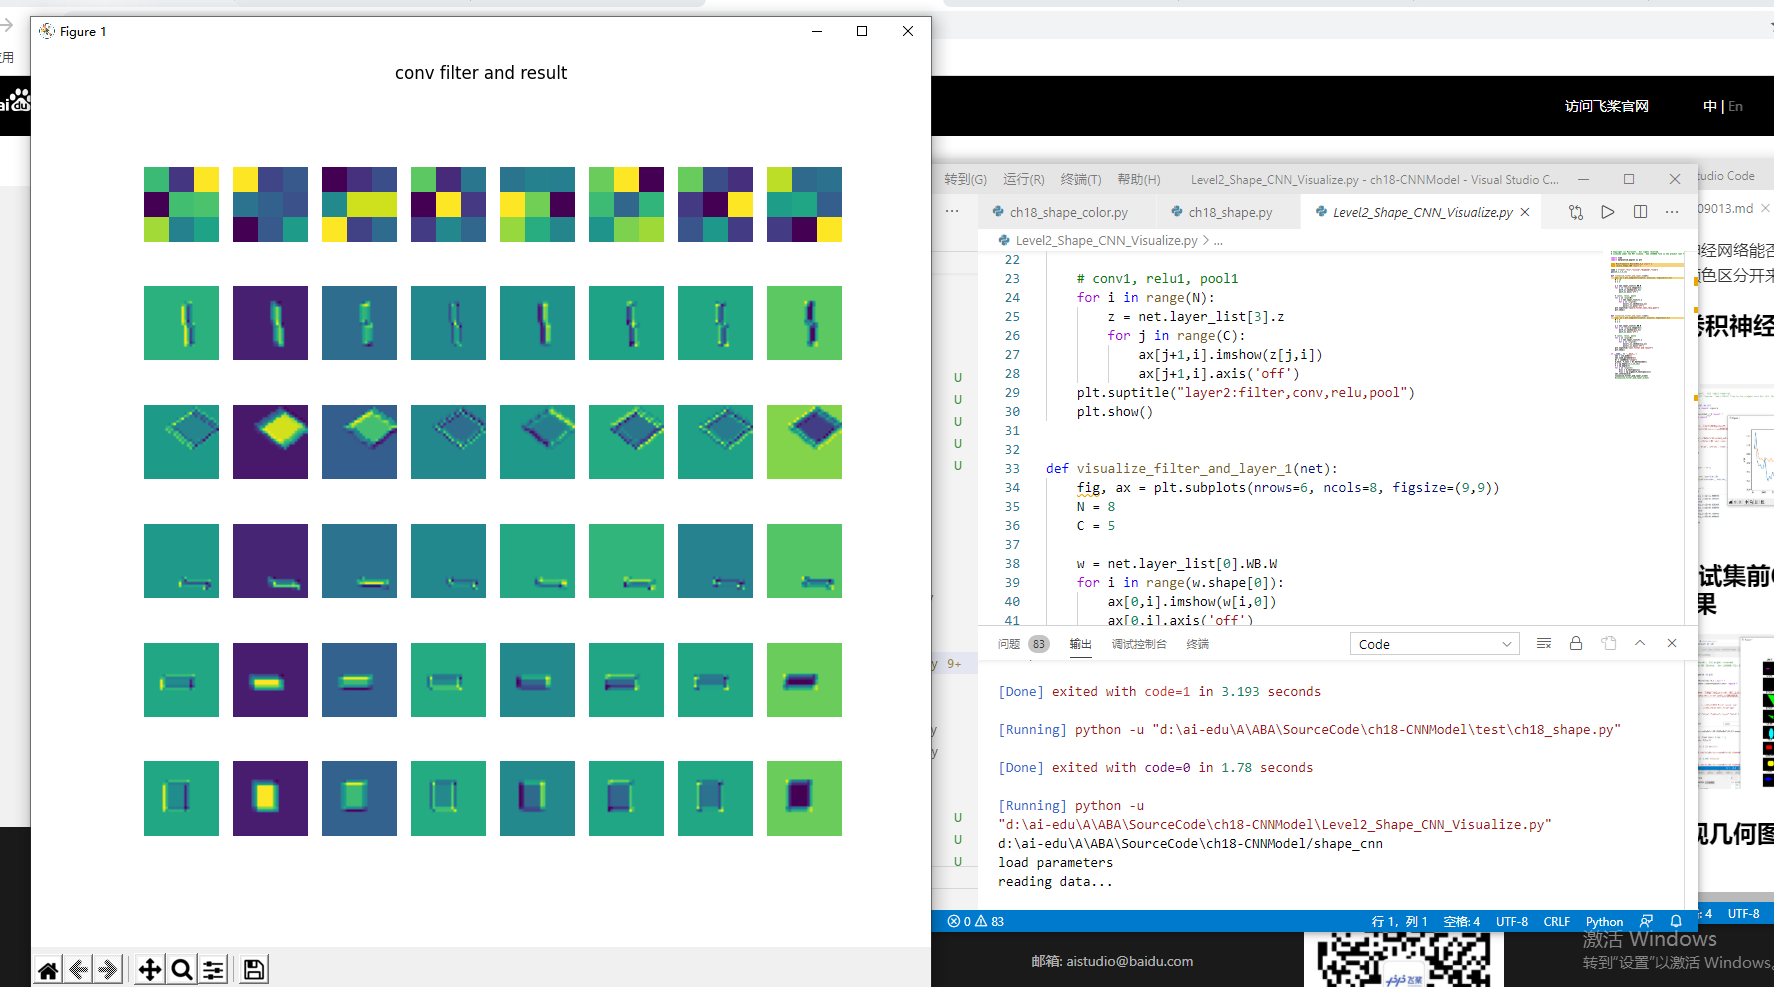 应用
Figure 1
conv filter and result
ai
du
访问飞桨官网
中 | En
转到(G) 运行(R) 终端(T) 帮助(H) Level2_Shape_CNN_Visualize.py - ch18-CNNModel - Visual Studio C...
udio Code
... ch18_shape_color.py ch18_shape.py Level2_Shape_CNN_Visualize.py
09013.md
Level2_Shape_CNN_Visualize.py > ...
22
23 # conv1, relu1, pool1
24 for i in range(N):
25 z = net.layer_list[3].z
26 for j in range(C):
27 ax[j+1,i].imshow(z[j,i])
28 ax[j+1,i].axis('off')
29 plt.suptitle("layer2:filter,conv,relu,pool")
30 plt.show()
31
32
33 def visualize_filter_and_layer_1(net):
34 fig, ax = plt.subplots(nrows=6, ncols=8, figsize=(9,9))
35 N = 8
36 C = 5
37
38 w = net.layer_list[0].WB.W
39 for i in range(w.shape[0]):
40 ax[0,i].imshow(w[i,0])
41 ax[0,i].axis('off')
U
U
U
U
U
y 9+
y
y
U
U
U
经网络能否
色区分开来
卷积神经
试集前
果
观几何图
问题 83 输出 调试控制台 终端 Code
[Done] exited with code=1 in 3.193 seconds
[Running] python -u "d:\ai-edu\A\ABA\SourceCode\ch18-CNNModel\test\ch18_shape.py"
[Done] exited with code=0 in 1.78 seconds
[Running] python -u
"d:\ai-edu\A\ABA\SourceCode\ch18-CNNModel\Level2_Shape_CNN_Visualize.py"
d:\ai-edu\A\ABA\SourceCode\ch18-CNNModel/shape_cnn
load parameters
reading data...
0 83 行 1，列 1 空格: 4 UTF-8 CRLF Python
: 4 UTF-8
激活 Windows
转到“设置”以激活 Windows。
邮箱: aistudio@baidu.com
飞桨